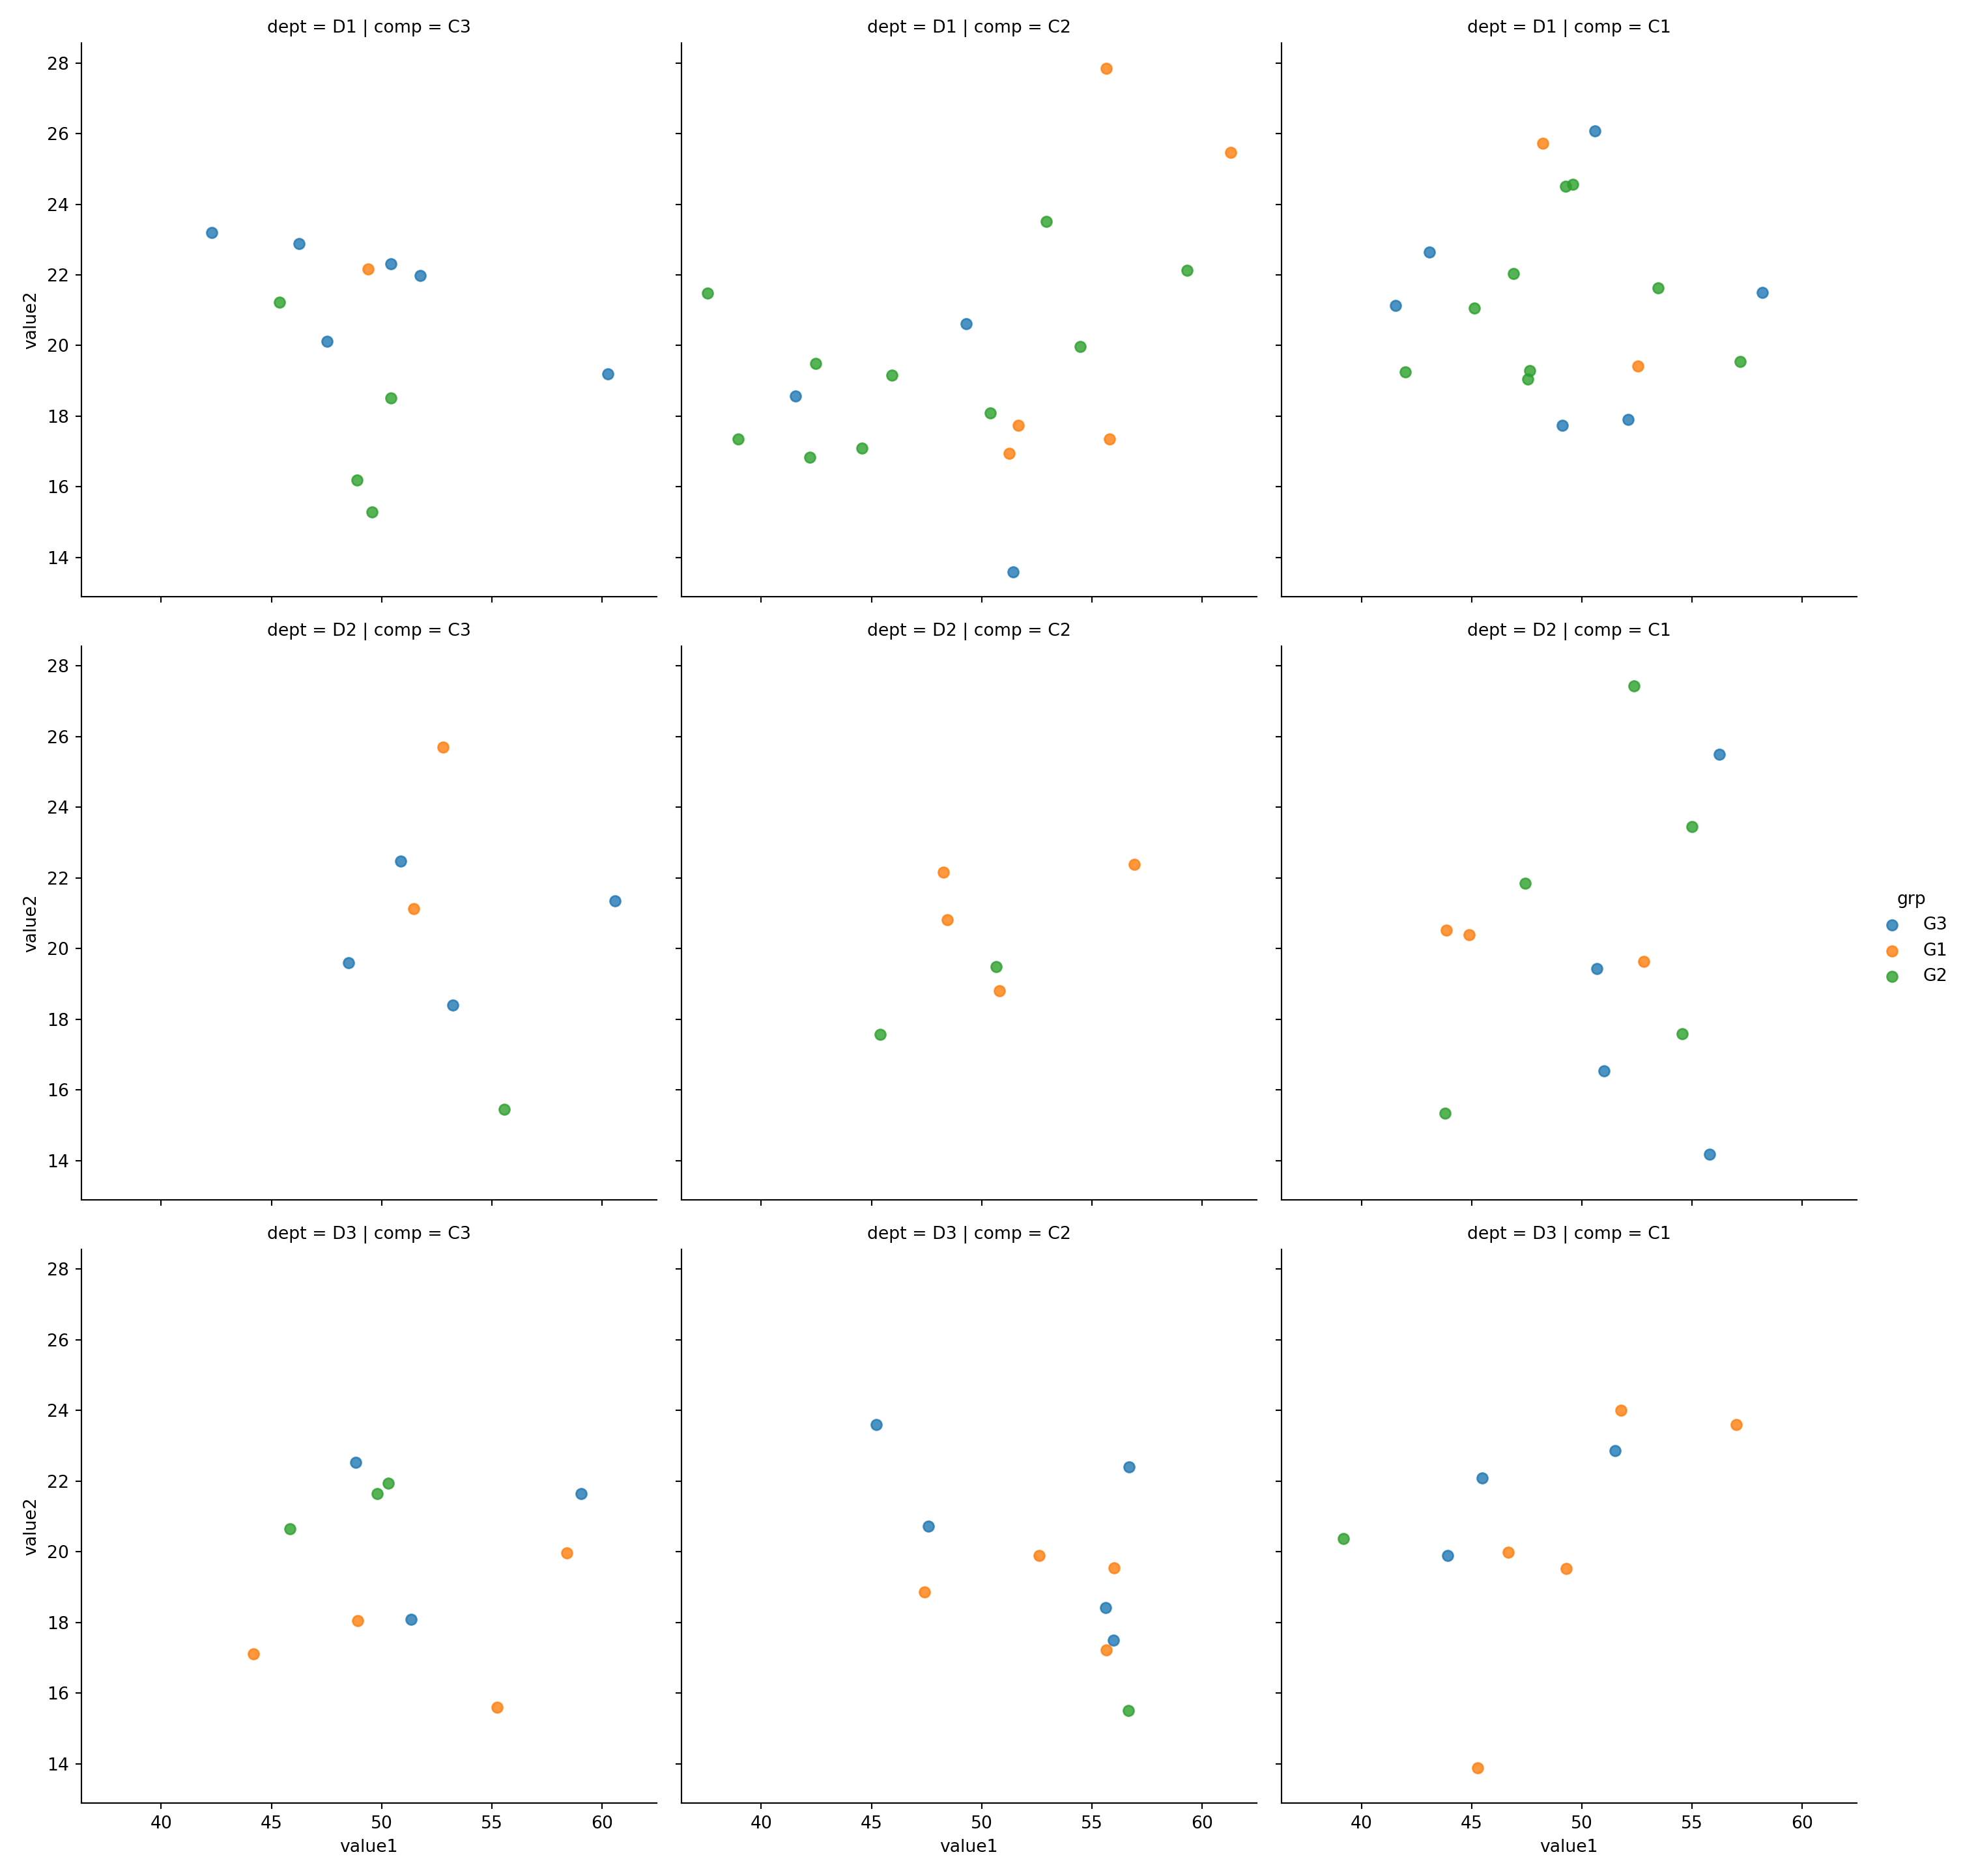 dept = D1 | comp = C3
dept = D1 | comp = C2
dept = D1 | comp = C1
28
26
24
22
20
18
16
14
value2
dept = D2 | comp = C3
dept = D2 | comp = C2
dept = D2 | comp = C1
28
26
24
22
20
18
16
14
value2
grp
G3
G1
G2
dept = D3 | comp = C3
dept = D3 | comp = C2
dept = D3 | comp = C1
28
26
24
22
20
18
16
14
value2
40 45 50 55 60
value1
40 45 50 55 60
value1
40 45 50 55 60
value1